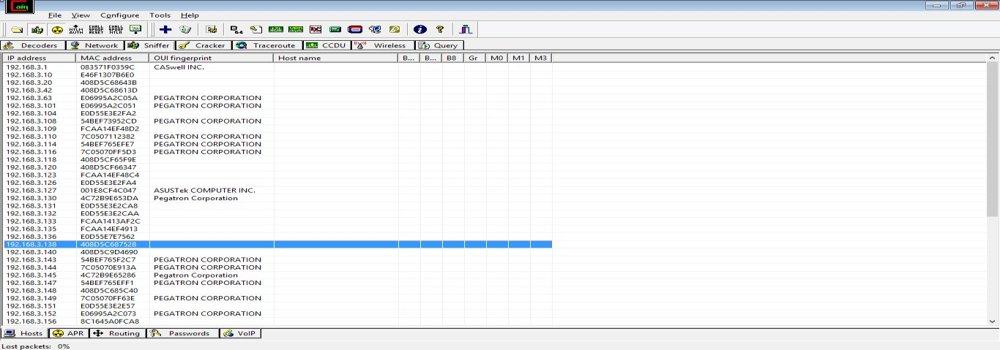 Cain
File View Configure Tools Help
NTLM AUTH CHALL SPOOF RESET CHALL SPOOF NTLM B 64
Decoders Network Sniffer Cracker Traceroute CCDU Wireless Query
IP address MAC address OUI fingerprint Host name B... B... B8 Gr M0 M1 M3
192.168.3.1 083571F0359C CASwell INC.
192.168.3.10 E46F1307B6E0
192.168.3.20 408D5C68643B
192.168.3.42 408D5C68613D
192.168.3.63 E06995A2C05A PEGATRON CORPORATION
192.168.3.101 E06995A2C051 PEGATRON CORPORATION
192.168.3.104 E0D55E3E2FA2
192.168.3.108 54BEF73952CD PEGATRON CORPORATION
192.168.3.109 FCAA14EF48D2
192.168.3.110 7C0507112382 PEGATRON CORPORATION
192.168.3.114 54BEF765EFE7 PEGATRON CORPORATION
192.168.3.116 7C05070FF5D3 PEGATRON CORPORATION
192.168.3.118 408D5CF65F9E
192.168.3.120 408D5CF66347
192.168.3.123 FCAA14EF48C4
192.168.3.126 E0D55E3E2FA4
192.168.3.127 001E8CF4C047 ASUSTek COMPUTER INC.
192.168.3.130 4C72B9E653DA Pegatron Corporation
192.168.3.131 E0D55E3E2CA8
192.168.3.132 E0D55E3E2CAA
192.168.3.133 FCAA1413AF2C
192.168.3.135 FCAA14EF4913
192.168.3.136 E0D55E7E7562
192.168.3.138 408D5C687528
192.168.3.140 408D5C9D4690
192.168.3.143 54BEF765F2C7 PEGATRON CORPORATION
192.168.3.144 7C05070E913A PEGATRON CORPORATION
192.168.3.145 4C72B9E65286 Pegatron Corporation
192.168.3.147 54BEF765EFF1 PEGATRON CORPORATION
192.168.3.148 408D5C685C40
192.168.3.149 7C05070FF63E PEGATRON CORPORATION
192.168.3.151 E0D55E3E2E57
192.168.3.152 E06995A2C073 PEGATRON CORPORATION
192.168.3.156 8C1645A0FCA8
Hosts APR Routing Passwords VoIP
Lost packets: 0%